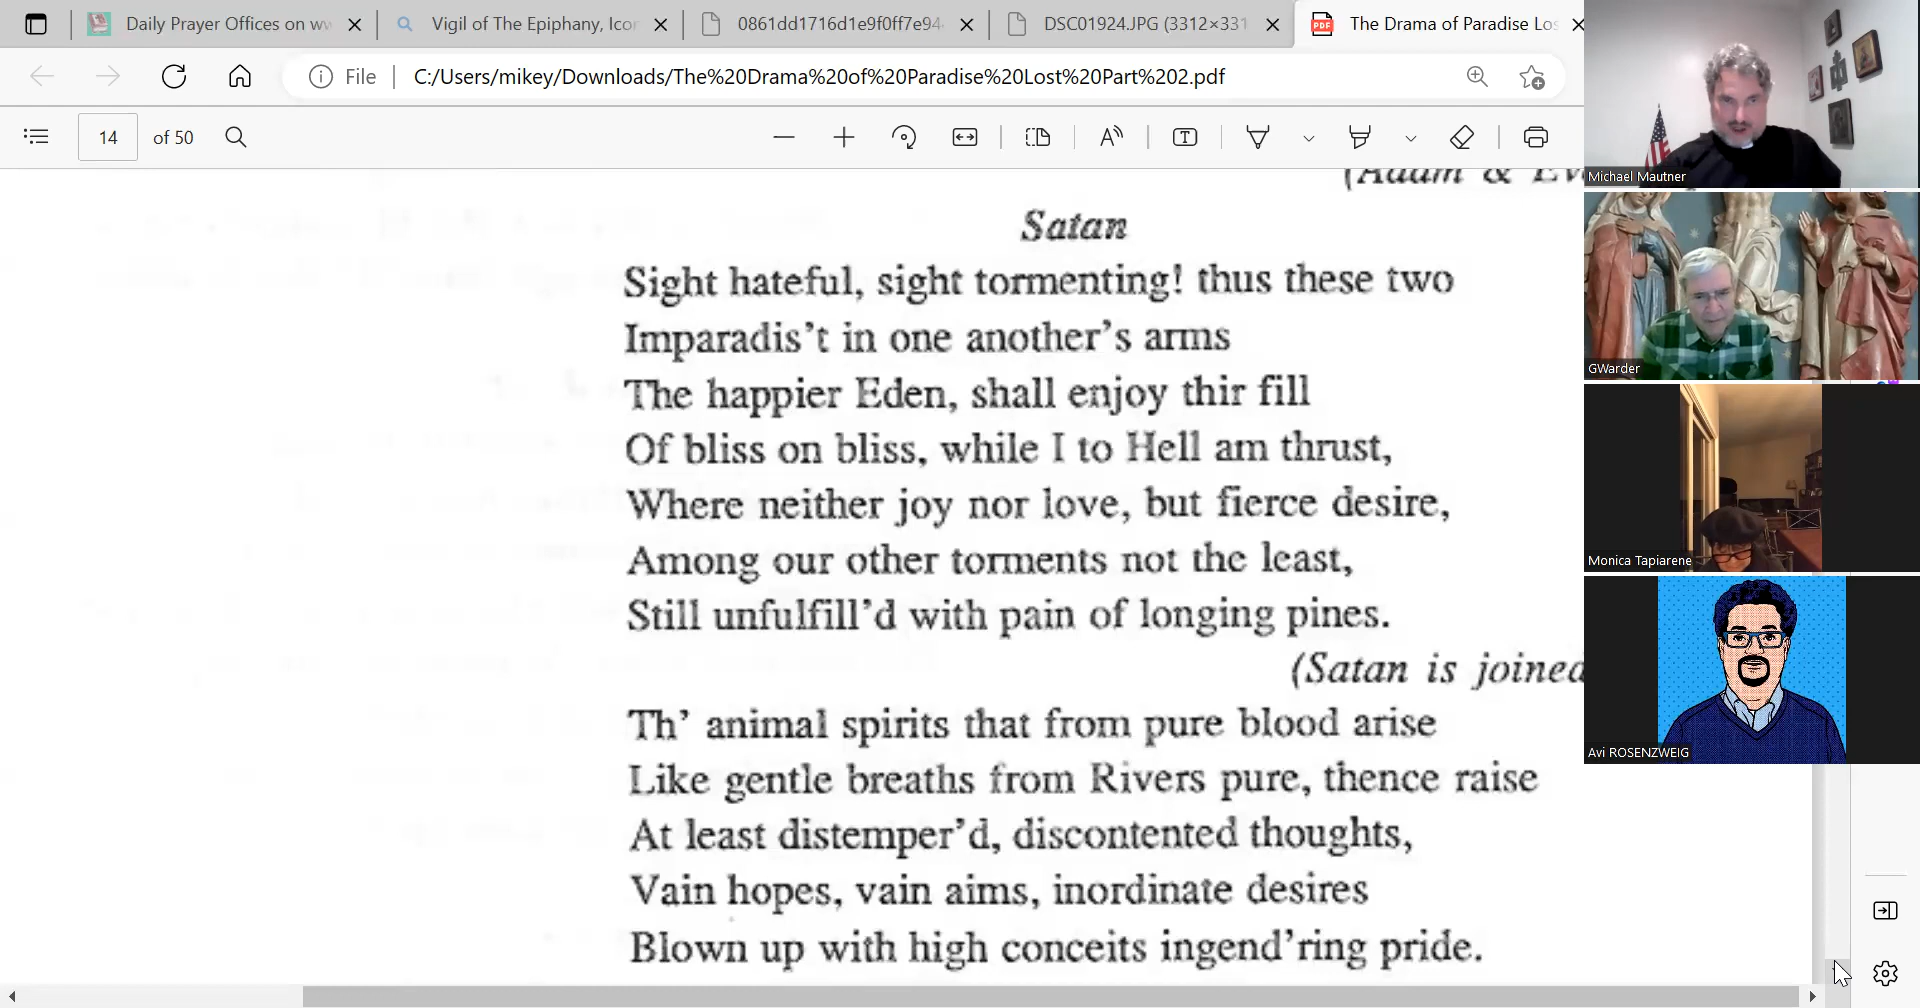 Daily Prayer Offices on ww
Vigil of The Epiphany, Icon
0861dd1716d1e9f0ff7e94
DSC01924.JPG (3312×331
PDF
The Drama of Paradise Los
File
C:/Users/mikey/Downloads/The%20Drama%20of%20Paradise%20Lost%20Part%202.pdf
14 of 50
(Adam & Ev
Satan
Sight hateful, sight tormenting! thus these two
Imparadis't in one another's arms
The happier Eden, shall enjoy thir fill
Of bliss on bliss, while I to Hell am thrust,
Where neither joy nor love, but fierce desire,
Among our other torments not the least,
Still unfulfill'd with pain of longing pines.
(Satan is joined
Th' animal spirits that from pure blood arise
Like gentle breaths from Rivers pure, thence raise
At least distemper'd, discontented thoughts,
Vain hopes, vain aims, inordinate desires
Blown up with high conceits ingend'ring pride.
Michael Mautner
GWarder
Monica Tapiarene
Avi ROSENZWEIG